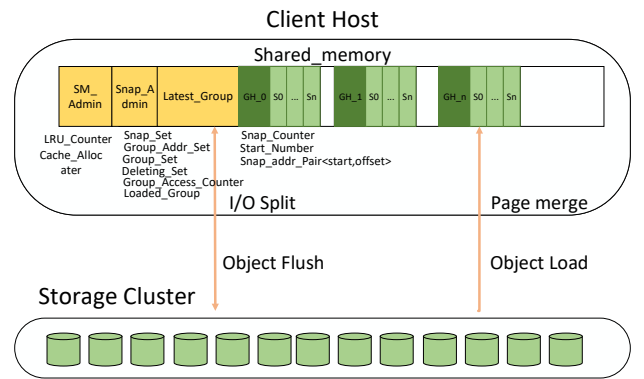 Client Host
Shared_memory
SM_
Admin
Snap_A
dmin
Latest_Group
GH_0
S0
...
Sn
GH_1
S0
...
Sn
GH_n
S0
...
Sn
LRU_Counter
Cache_Alloc
ater
Snap_Set
Group_Addr_Set
Group_Set
Deleting_Set
Group_Access_Counter
Loaded_Group
Snap_Counter
Start_Number
Snap_addr_Pair<start,offset>
I/O Split
Page merge
Object Flush
Object Load
Storage Cluster